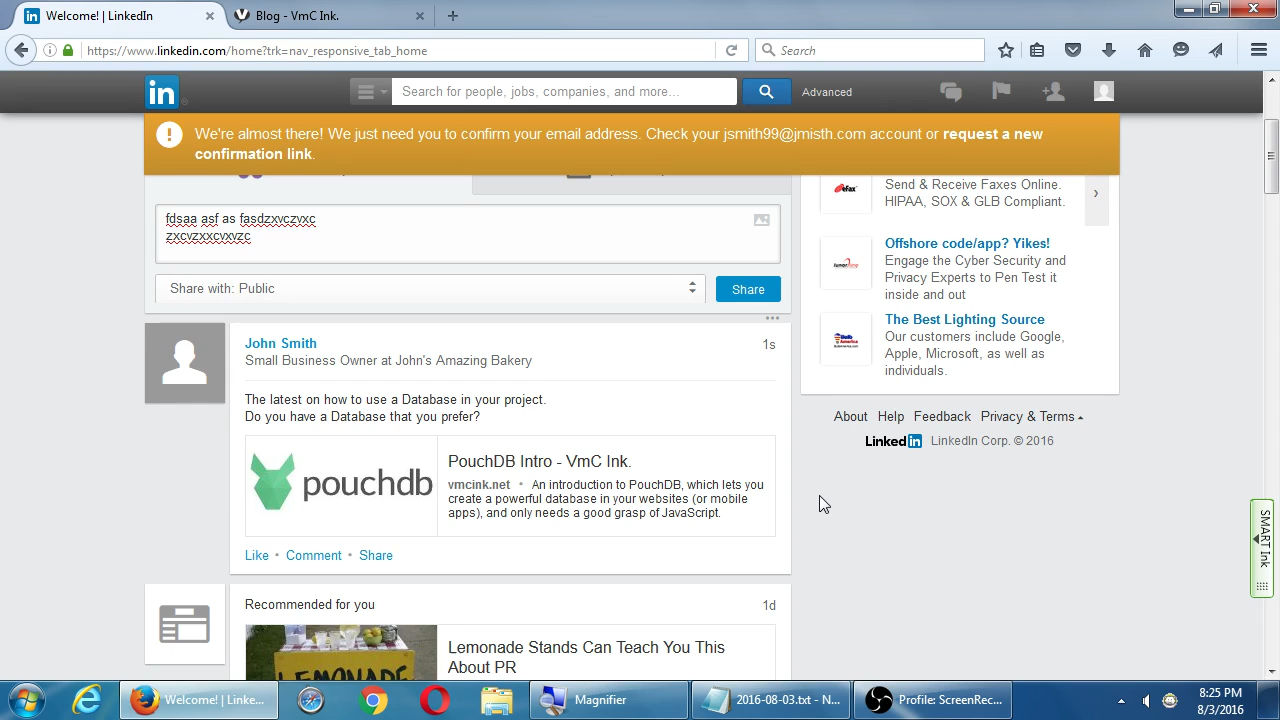 Welcome! | LinkedIn
Blog - VmC Ink.
https://www.linkedin.com/home?trk=nav_responsive_tab_home
Search
in
Search for people, jobs, companies, and more...
Advanced
We're almost there! We just need you to confirm your email address. Check your jsmith99@jmisth.com account or request a new
confirmation link.
fdsaa asf as fasdzxvczvxc
zxcvzxxcvxvzc
Share with: Public
Share
eFax
Send & Receive Faxes Online.
HIPAA, SOX & GLB Compliant.
Offshore code/app? Yikes!
Engage the Cyber Security and
Privacy Experts to Pen Test it
inside and out
The Best Lighting Source
Our customers include Google,
Apple, Microsoft, as well as
individuals.
About Help Feedback Privacy & Terms
Linked in LinkedIn Corp. © 2016
John Smith
1s
Small Business Owner at John's Amazing Bakery
The latest on how to use a Database in your project.
Do you have a Database that you prefer?
pouchdb
PouchDB Intro - VmC Ink.
vmcink.net • An introduction to PouchDB, which lets you
create a powerful database in your websites (or mobile
apps), and only needs a good grasp of JavaScript.
Like • Comment • Share
Recommended for you
1d
LEMONADE
Lemonade Stands Can Teach You This
About PR
SMART Ink
Welcome! | Linke...
Magnifier
2016-08-03.txt - N...
Profile: ScreenRec...
8:25 PM
8/3/2016